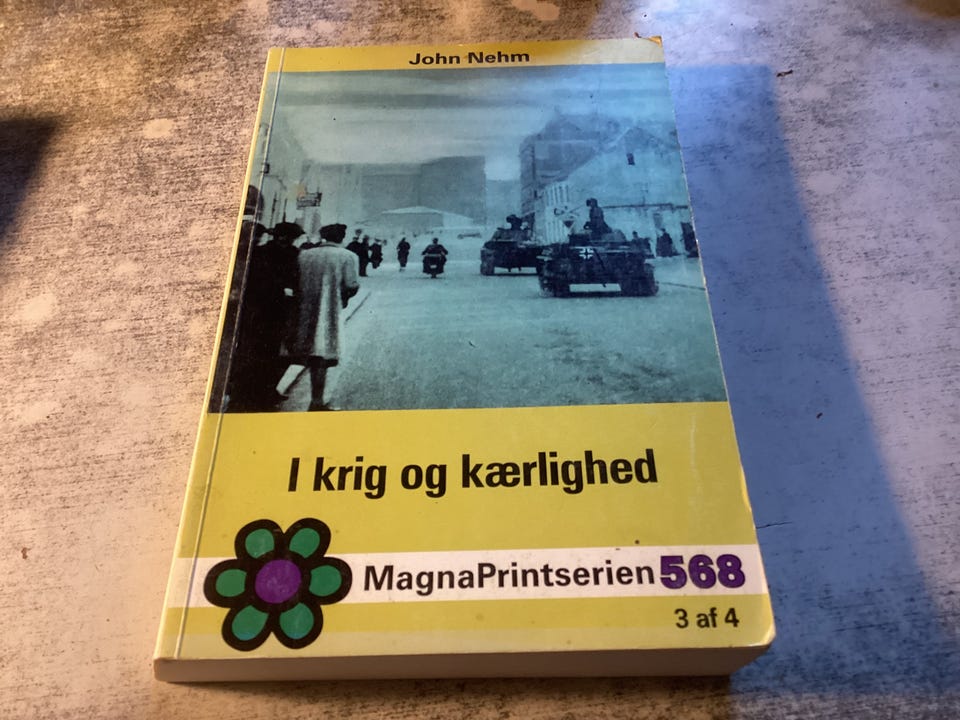 John Nehm
I krig og kærlighed
MagnaPrintserien 568
3 af 4